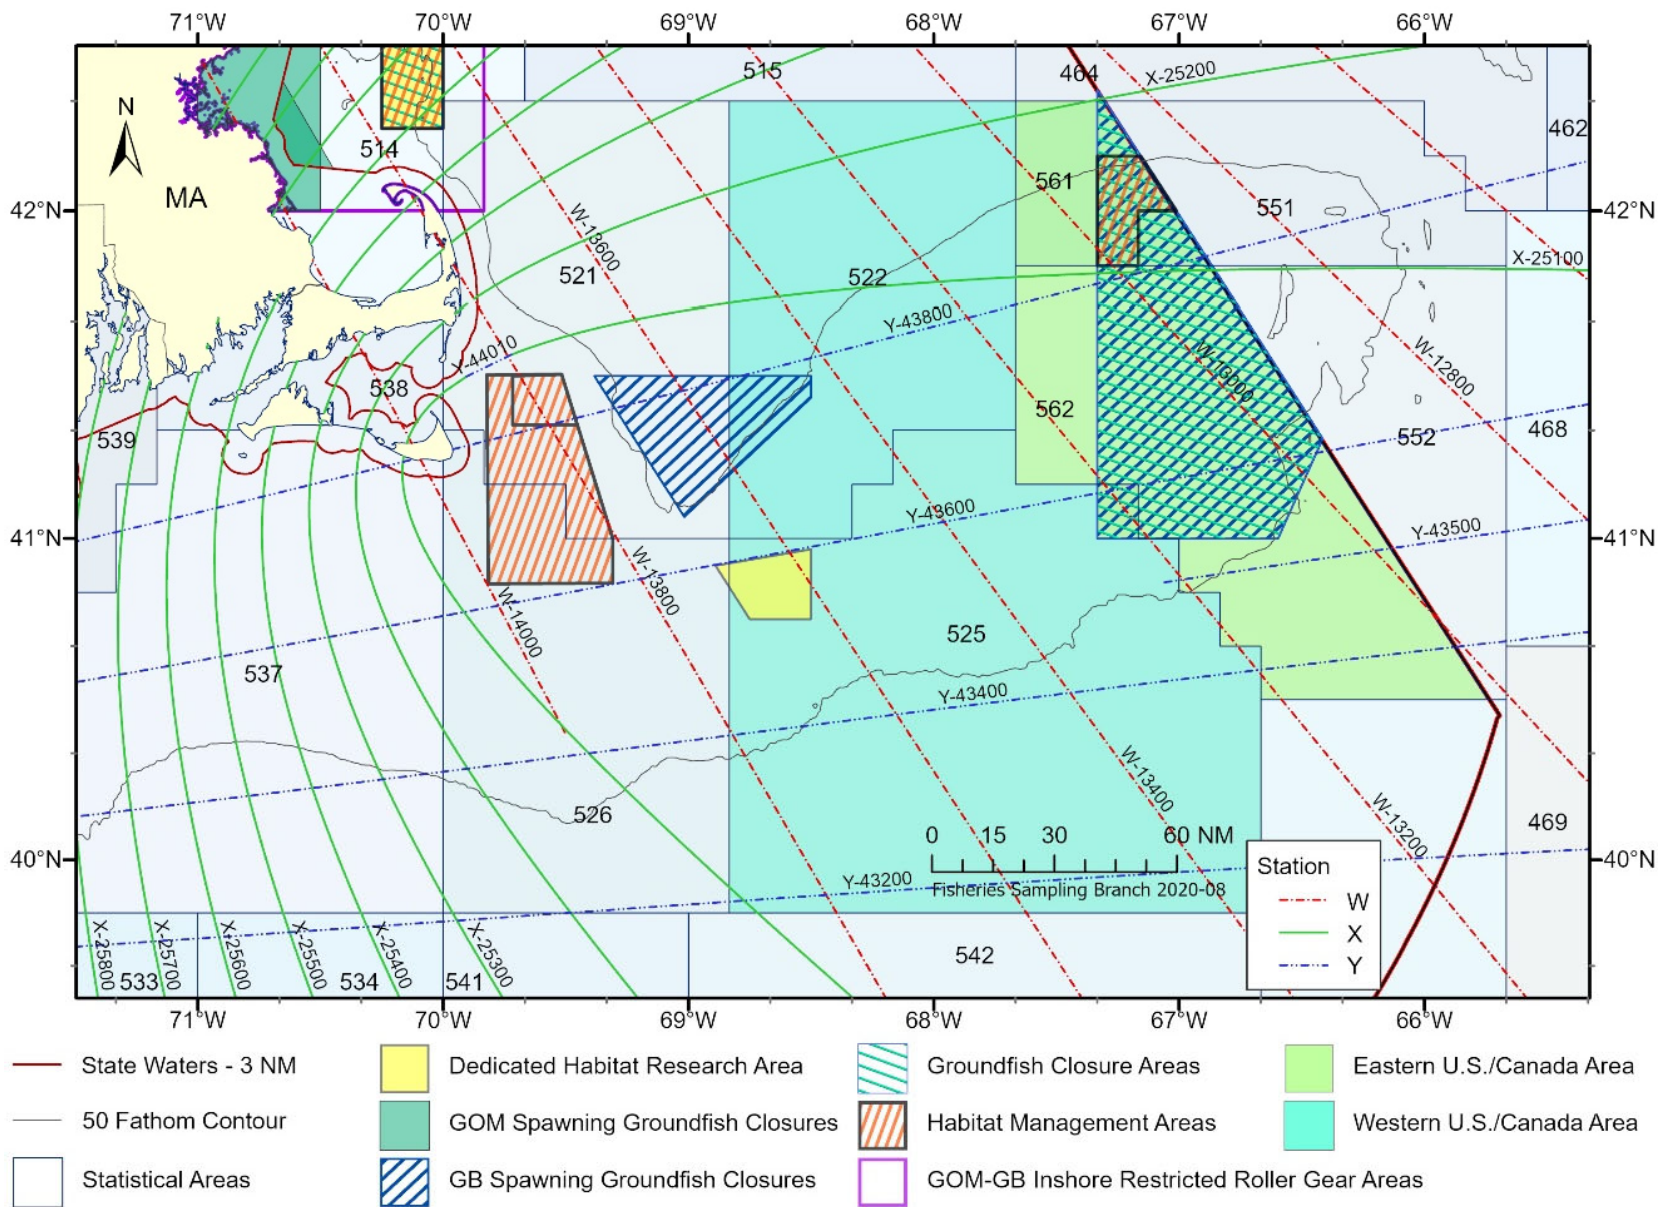 71°W 70°W 69°W 68°W 67°W 66°W
515
464
X-25200
N
462
514
561
MA
42°N
42°N
551
W-13600
X-25100
521
522
Y-43800
X-44010
W-13000
W-12800
538
562
539
552
468
Y-43600
Y-43500
41°N
41°N
W-13800
W-14000
525
537
Y-43400
W-13400
W-13200
526
469
0 15 30 60 NM
40°N
40°N
Station
Y-43200
Fisheries Sampling Branch 2020-08
W
X
Y
X-25800
X-25700
X-25600
X-25500
X-25400
X-25300
542
533
534
541
71°W 70°W 69°W 68°W 67°W 66°W
State Waters - 3 NM
Dedicated Habitat Research Area
Groundfish Closure Areas
Eastern U.S./Canada Area
50 Fathom Contour
GOM Spawning Groundfish Closures
Habitat Management Areas
Western U.S./Canada Area
Statistical Areas
GB Spawning Groundfish Closures
GOM-GB Inshore Restricted Roller Gear Areas